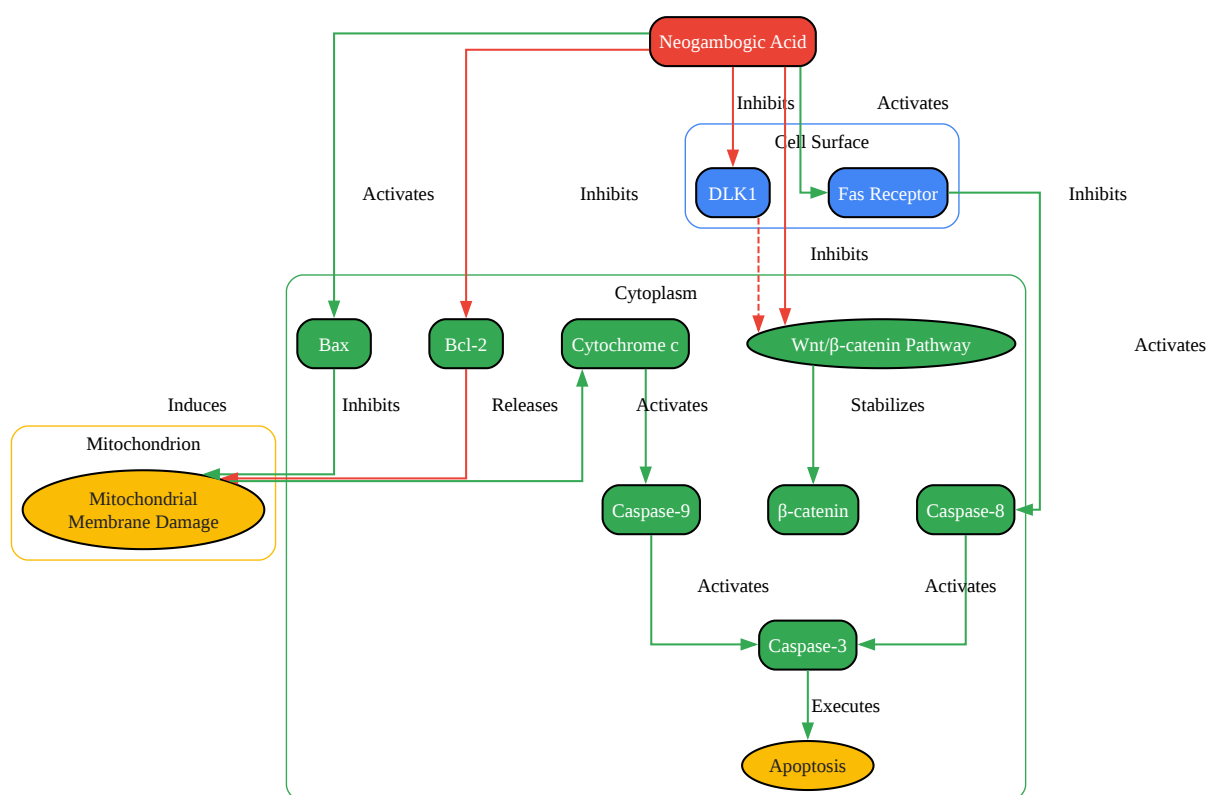 Neogambogic Acid
Inhibits
Activates
Cell Surface
Activates
Inhibits
DLK1
Fas Receptor
Inhibits
Inhibits
Cytoplasm
Bax
Bcl-2
Cytochrome c
Wnt/β-catenin Pathway
Activates
Induces
Inhibits
Releases
Activates
Stabilizes
Mitochondrion
Mitochondrial
Membrane Damage
Caspase-9
β-catenin
Caspase-8
Activates
Activates
Caspase-3
Executes
Apoptosis